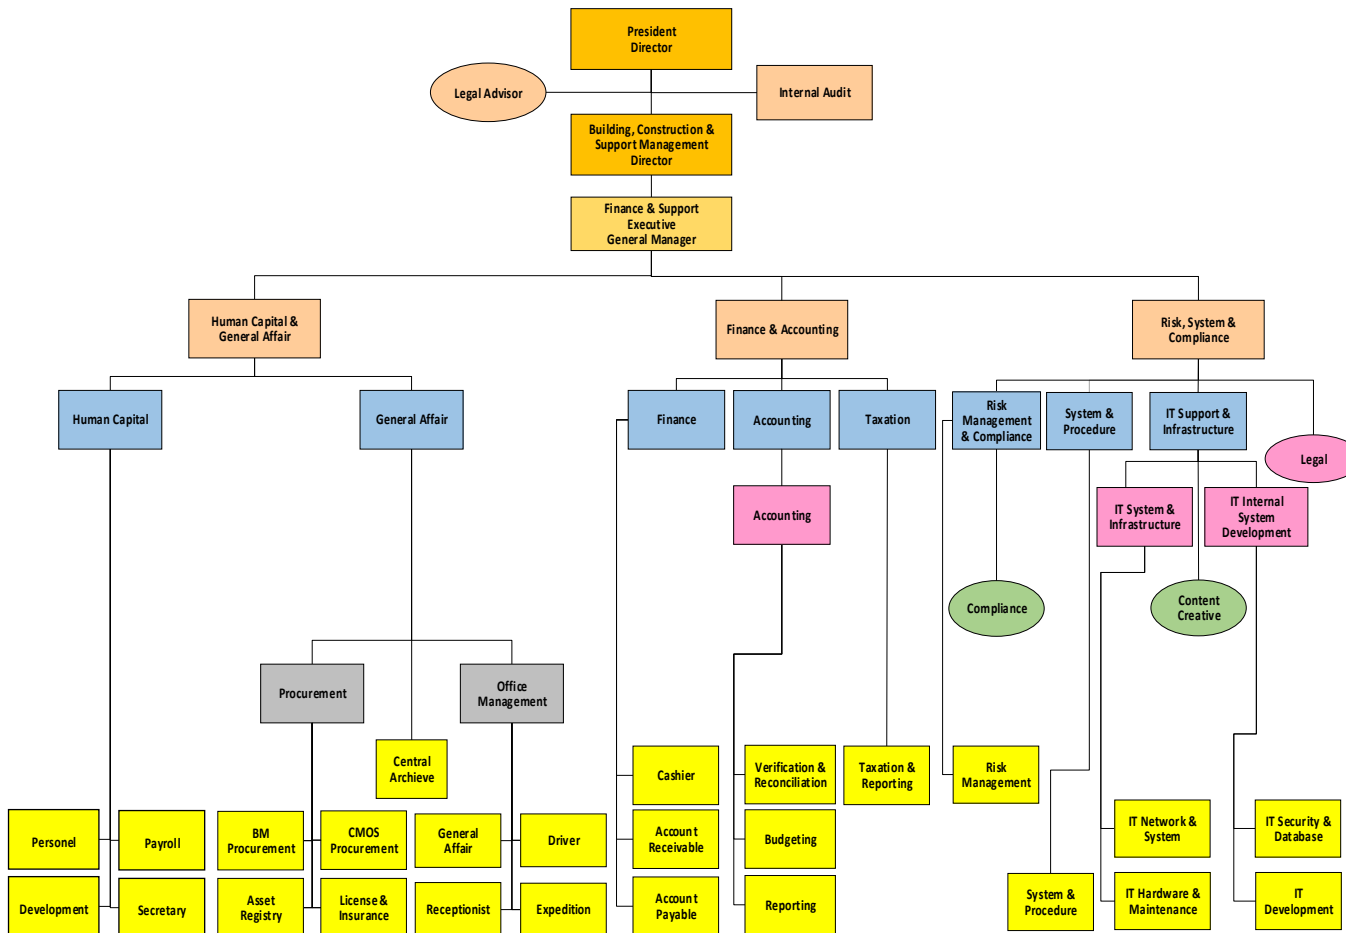 President
Director
Legal Advisor
Internal Audit
Building, Construction &
Support Management
Director
Finance & Support
Executive
General Manager
Human Capital &
General Affair
Finance & Accounting
Risk, System &
Compliance
Human Capital
General Affair
Finance
Accounting
Taxation
Risk
Management
& Compliance
System &
Procedure
IT Support &
Infrastructure
Legal
Accounting
IT System &
Infrastructure
IT Internal
System
Development
Compliance
Content
Creative
Procurement
Office
Management
Central
Archieve
Cashier
Verification &
Reconciliation
Taxation &
Reporting
Risk
Management
Personel
Payroll
BM
Procurement
CMOS
Procurement
General
Affair
Driver
Account
Receivable
Budgeting
IT Network &
System
IT Security &
Database
Development
Secretary
Asset
Registry
License &
Insurance
Receptionist
Expedition
Account
Payable
Reporting
System &
Procedure
IT Hardware &
Maintenance
IT
Development